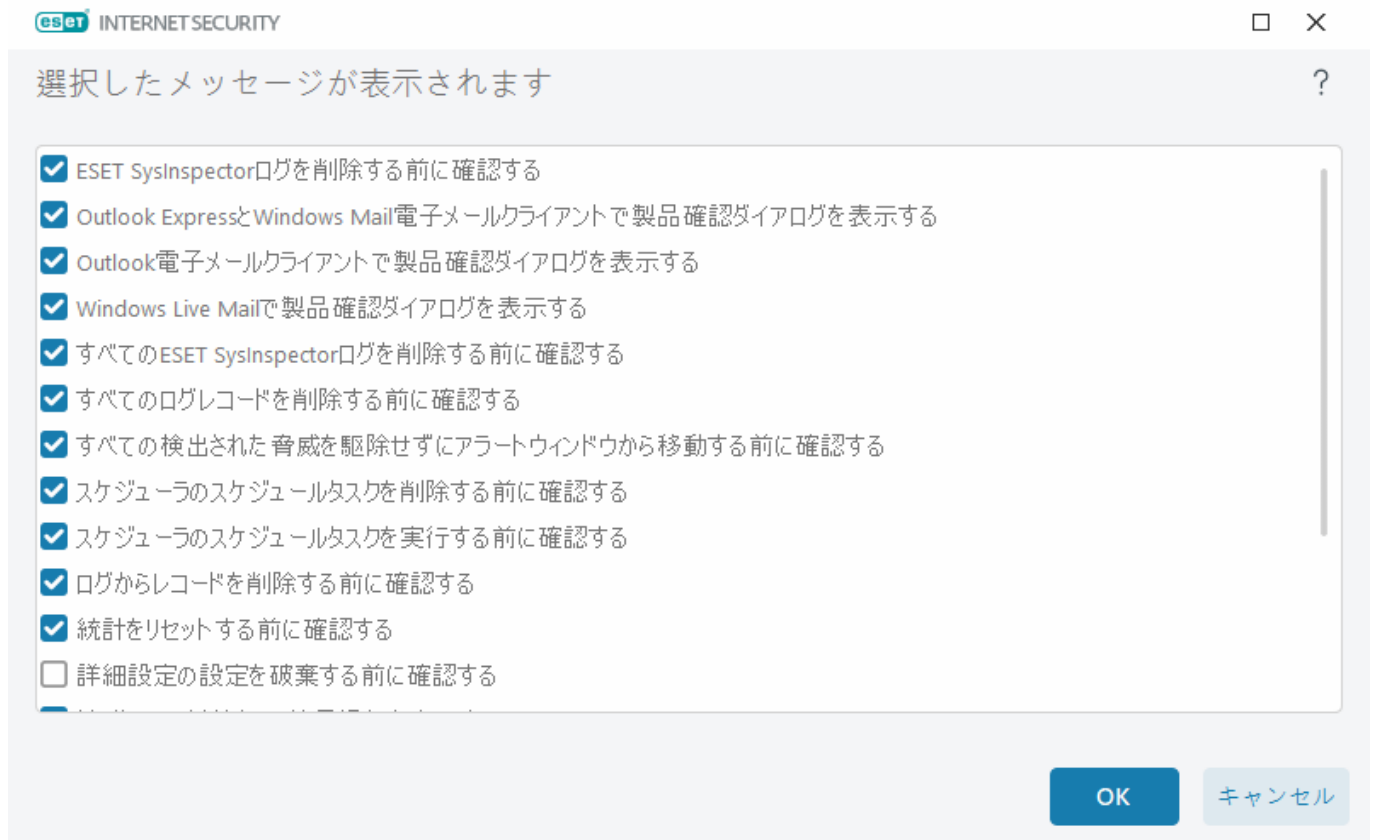 eset INTERNET SECURITY
選択したメッセージが表示されます
?
ESET SysInspectorログを削除する前に確認する
Outlook ExpressとWindows Mail電子メールクライアントで製品確認ダイアログを表示する
Outlook電子メールクライアントで製品確認ダイアログを表示する
Windows Live Mailで製品確認ダイアログを表示する
すべてのESET SysInspectorログを削除する前に確認する
すべてのログレコードを削除する前に確認する
すべての検出された脅威を駆除せずにアラートウィンドウから移動する前に確認する
スケジューラのスケジュールタスクを削除する前に確認する
スケジューラのスケジュールタスクを実行する前に確認する
ログからレコードを削除する前に確認する
統計をリセットする前に確認する
詳細設定の設定を破棄する前に確認する
OK
キャンセル